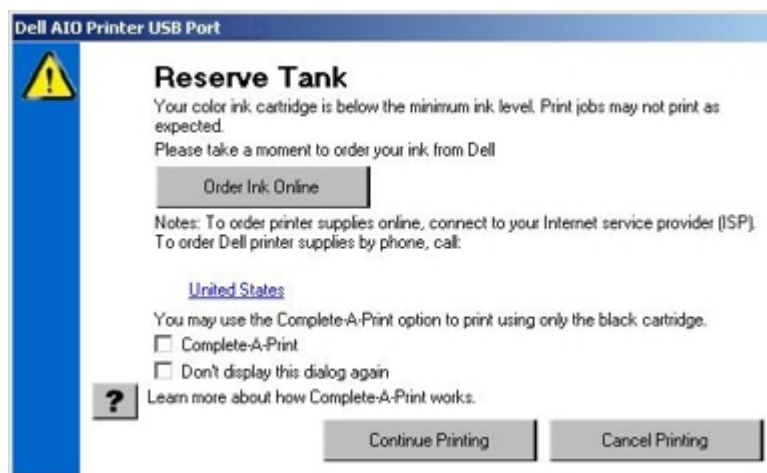 Dell AIO Printer USB Port
Reserve Tank
Your color ink cartridge is below the minimum ink level. Print jobs may not print as
expected.
Please take a moment to order your ink from Dell
Order Ink Online
Notes: To order printer supplies online, connect to your Internet service provider (ISP).
To order Dell printer supplies by phone, call:
United States
You may use the Complete-A-Print option to print using only the black cartridge.
Complete-A-Print
Don't display this dialog again
? Learn more about how Complete-A-Print works.
Continue Printing
Cancel Printing